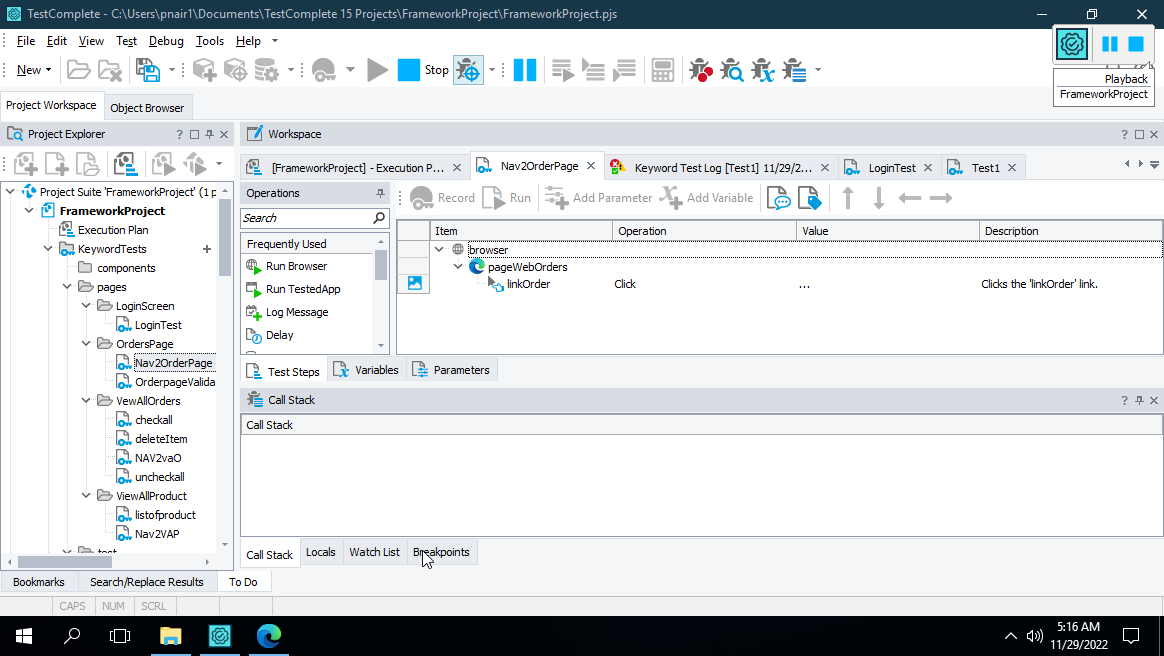 TestComplete - C:\Users\pnair1\Documents\TestComplete 15 Projects\FrameworkProject\FrameworkProject.pjs
File Edit View Test Debug Tools Help
New Stop
Playback
FrameworkProject
Project Workspace Object Browser
Project Explorer
Workspace
[FrameworkProject] - Execution P... Nav2OrderPage Keyword Test Log [Test1] 11/29/2... LoginTest Test1
Project Suite 'FrameworkProject' (1 p
FrameworkProject
Execution Plan
KeywordTests
components
pages
LoginScreen
LoginTest
OrdersPage
Nav2OrderPage
OrderpageValida
ViewAllOrders
checkall
deleteItem
NAV2vaO
uncheckall
ViewAllProduct
listofproduct
Nav2VAP
test
Operations
Search
Frequently Used
Run Browser
Run TestedApp
Log Message
Delay
Record Run Add Parameter Add Variable
Item Operation Value Description
browser
pageWebOrders
linkOrder Click ... Clicks the 'linkOrder' link.
Test Steps Variables Parameters
Call Stack
Call Stack
Call Stack Locals Watch List Breakpoints
Bookmarks Search/Replace Results To Do
CAPS NUM SCRL
5:16 AM
11/29/2022